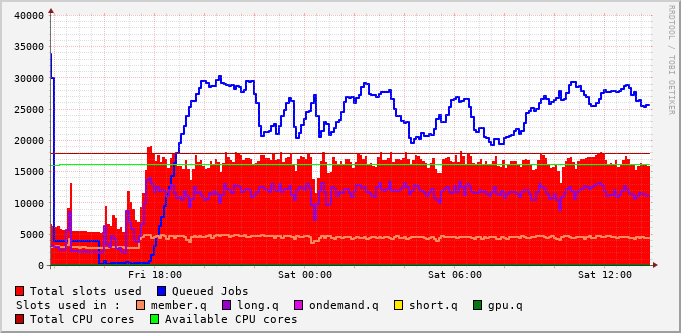 40000
35000
30000
25000
20000
15000
10000
5000
0
Fri 18:00 Sat 00:00 Sat 06:00 Sat 12:00
RRDTOOL / TOBI OETIKER
Total slots used Queued Jobs
Slots used in : member.q long.q ondemand.q short.q gpu.q
Total CPU cores Available CPU cores